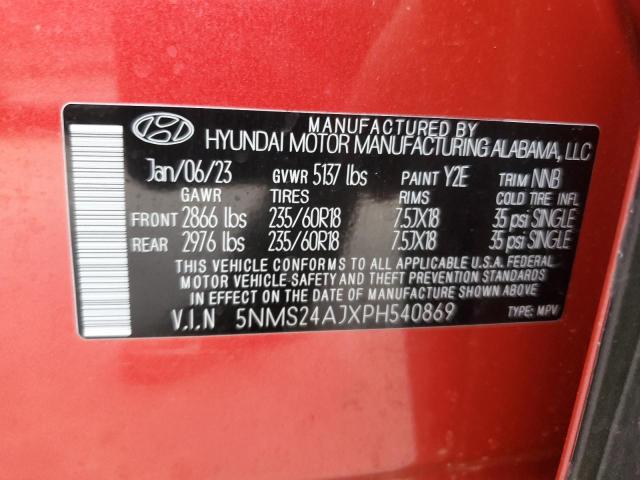 MANUFACTURED BY
HYUNDAI MOTOR MANUFACTURING ALABAMA, LLC
Jan/06/23 GVWR 5137 lbs PAINT Y2E TRIM NNB
GAWR TIRES RIMS COLD TIRE INFL
FRONT 2866 lbs 235/60R18 7.5JX18 35 psi SINGLE
REAR 2976 lbs 235/60R18 7.5JX18 35 psi SINGLE
THIS VEHICLE CONFORMS TO ALL APPLICABLE U.S.A. FEDERAL
MOTOR VEHICLE-SAFETY AND THEFT PREVENTION STANDARDS
IN EFFECT ON THE DATE OF MANUFACTURE SHOWN ABOVE.
V.I.N 5NMS24AJXPH540869 TYPE: MPV